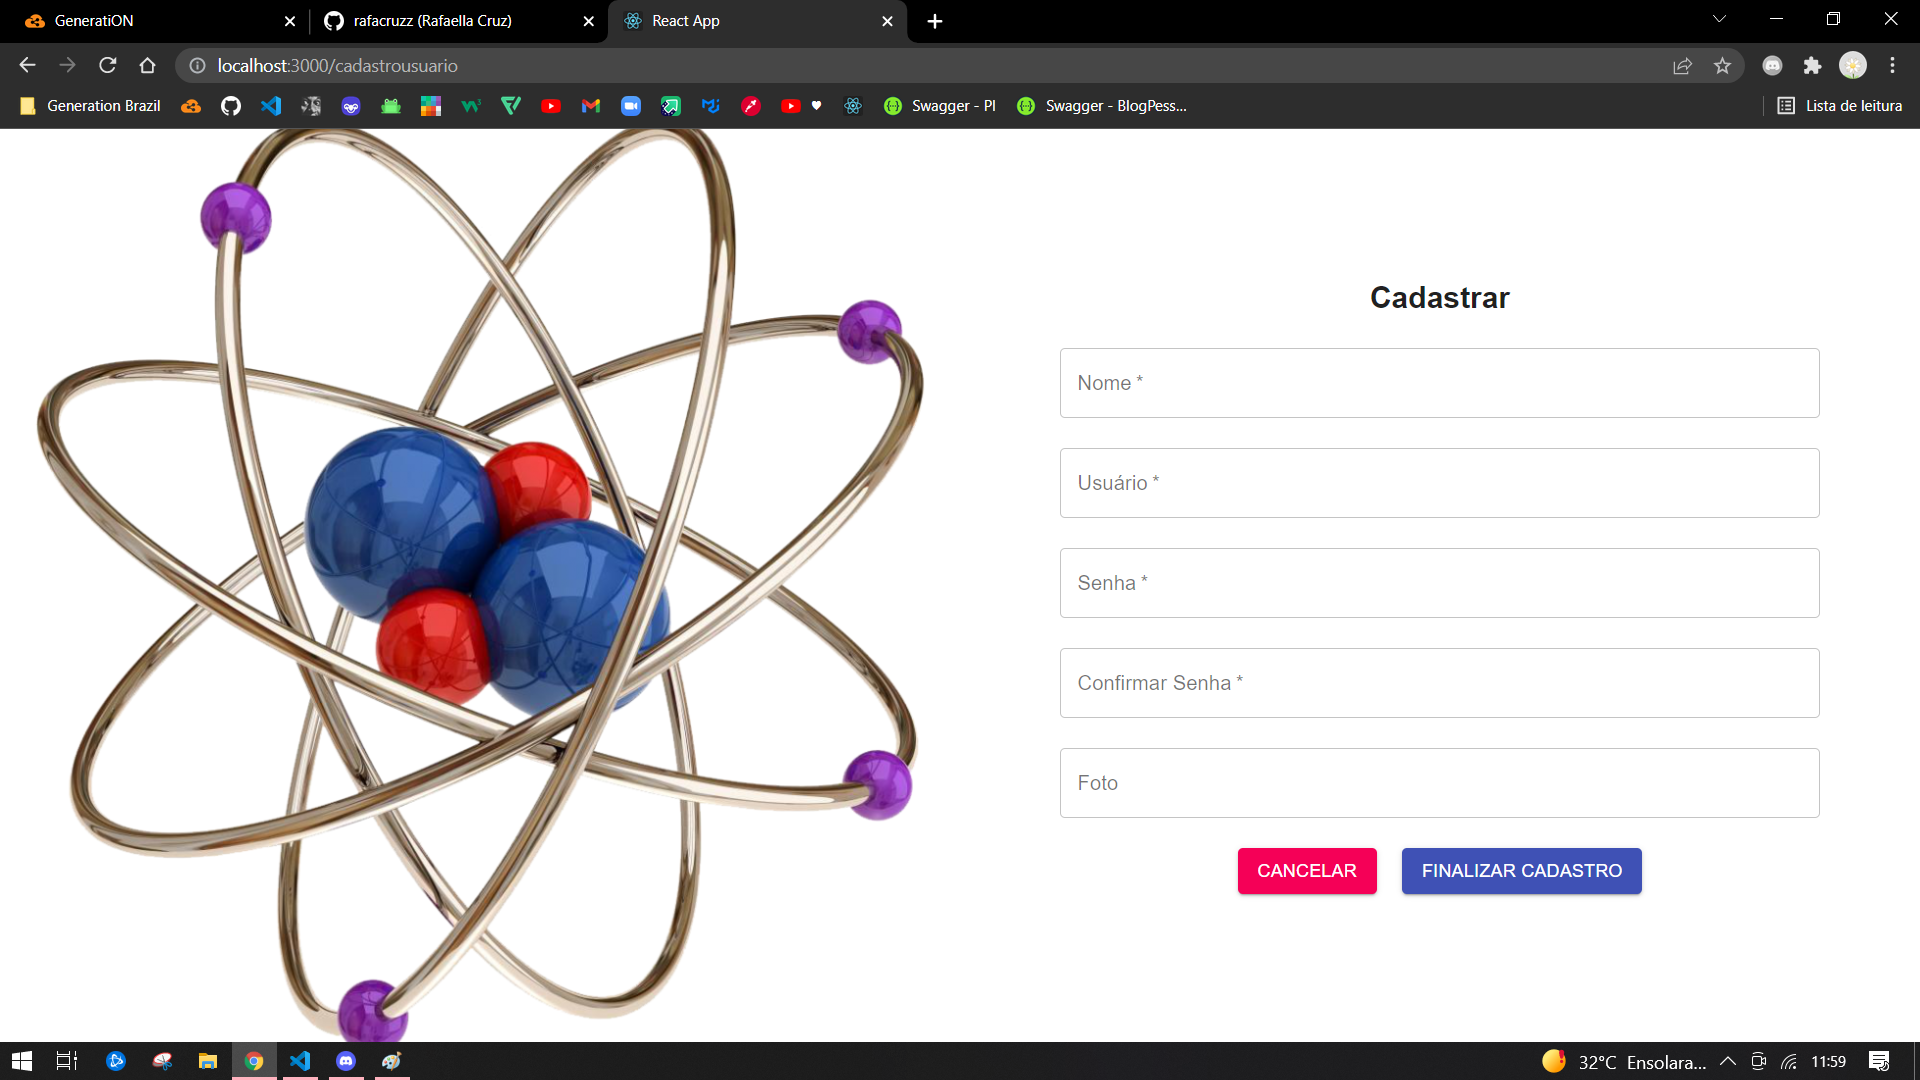 GeneratiON
rafacruzz (Rafaella Cruz)
React App
localhost:3000/cadastrousuario
Generation Brazil
Swagger - PI
Swagger - BlogPess...
Lista de leitura
Cadastrar
Nome *
Usuário *
Senha *
Confirmar Senha *
Foto
CANCELAR
FINALIZAR CADASTRO
32°C Ensolara...
11:59